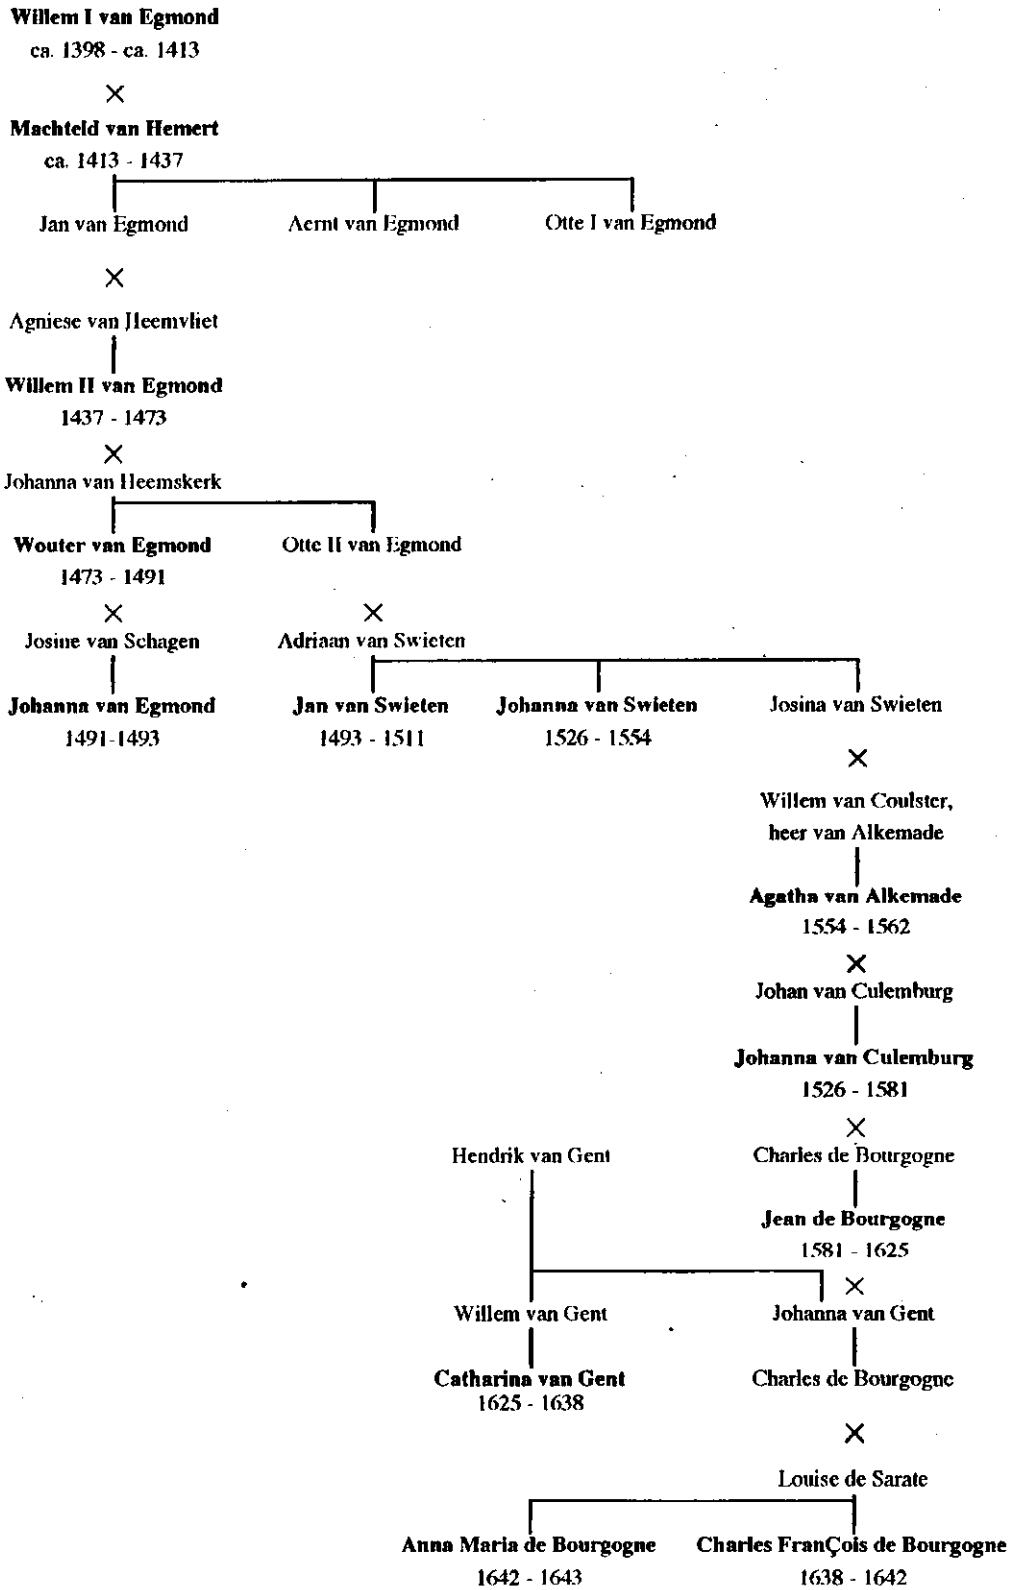 Willem I van Egmond
ca. 1398 - ca. 1413
×
Machteld van Hemert
ca. 1413 - 1437
Jan van Egmond Aernt van Egmond Otte I van Egmond
×
Agniese van Heemvliet
Willem II van Egmond
1437 - 1473
×
Johanna van Heemskerk
Wouter van Egmond Otte II van Egmond
1473 - 1491
× ×
Josine van Schagen Adriaan van Swieten
Johanna van Egmond Jan van Swieten Johanna van Swieten Josina van Swieten
1491-1493 1493 - 1511 1526 - 1554
×
Willem van Coulster,
heer van Alkemade
Agatha van Alkemade
1554 - 1562
×
Johan van Culemburg
Johanna van Culemburg
1526 - 1581
×
Hendrik van Gent Charles de Bourgogne
Jean de Bourgogne
1581 - 1625
×
Willem van Gent Johanna van Gent
Catharina van Gent Charles de Bourgogne
1625 - 1638
×
Louise de Sarate
Anna Maria de Bourgogne Charles FranÇois de Bourgogne
1642 - 1643 1638 - 1642